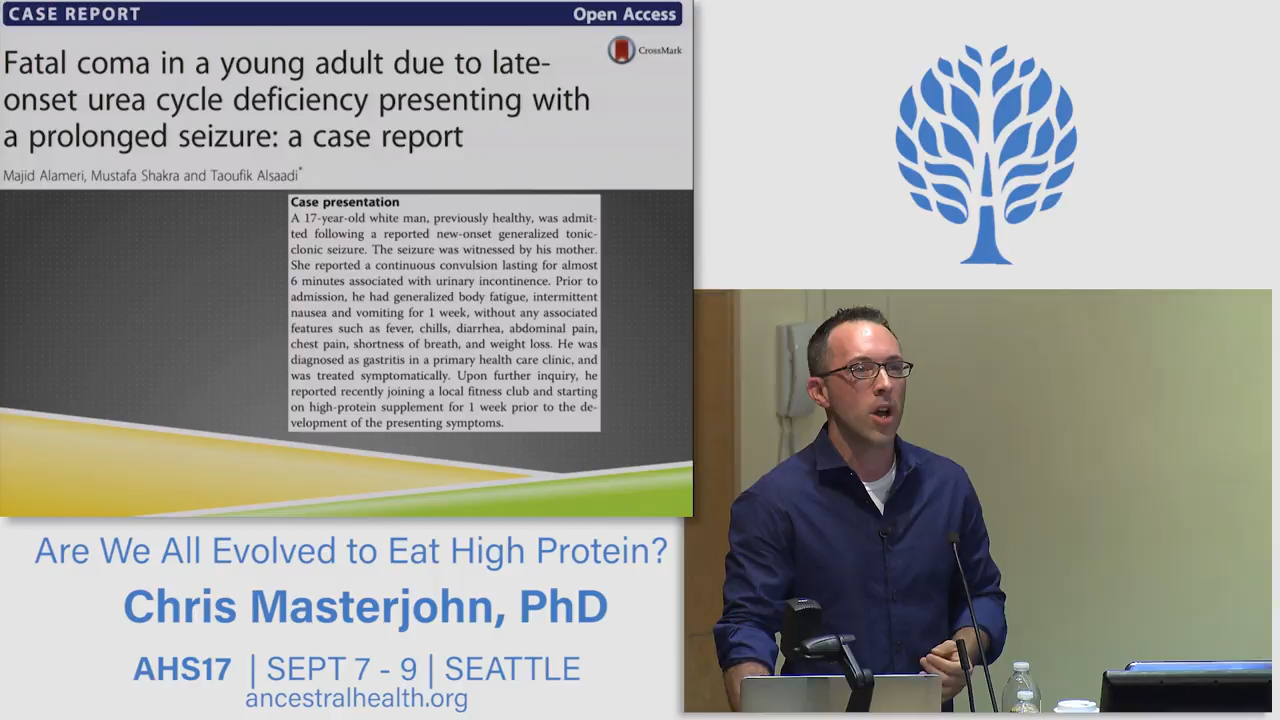 CASE REPORT
Open Access
CrossMark
Fatal coma in a young adult due to late-
onset urea cycle deficiency presenting with
a prolonged seizure: a case report
Majid Alameri, Mustafa Shakra and Taoufik Alsaadi*
Case presentation
A 17-year-old white man, previously healthy, was admit-
ted following a reported new-onset generalized tonic-
clonic seizure. The seizure was witnessed by his mother.
She reported a continuous convulsion lasting for almost
6 minutes associated with urinary incontinence. Prior to
admission, he had generalized body fatigue, intermittent
nausea and vomiting for 1 week, without any associated
features such as fever, chills, diarrhea, abdominal pain,
chest pain, shortness of breath, and weight loss. He was
diagnosed as gastritis in a primary health care clinic, and
was treated symptomatically. Upon further inquiry, he
reported recently joining a local fitness club and starting
on high-protein supplement for 1 week prior to the de-
velopment of the presenting symptoms.
Are We All Evolved to Eat High Protein?
Chris Masterjohn, PhD
AHS17 | SEPT 7 - 9 | SEATTLE
ancestralhealth.org